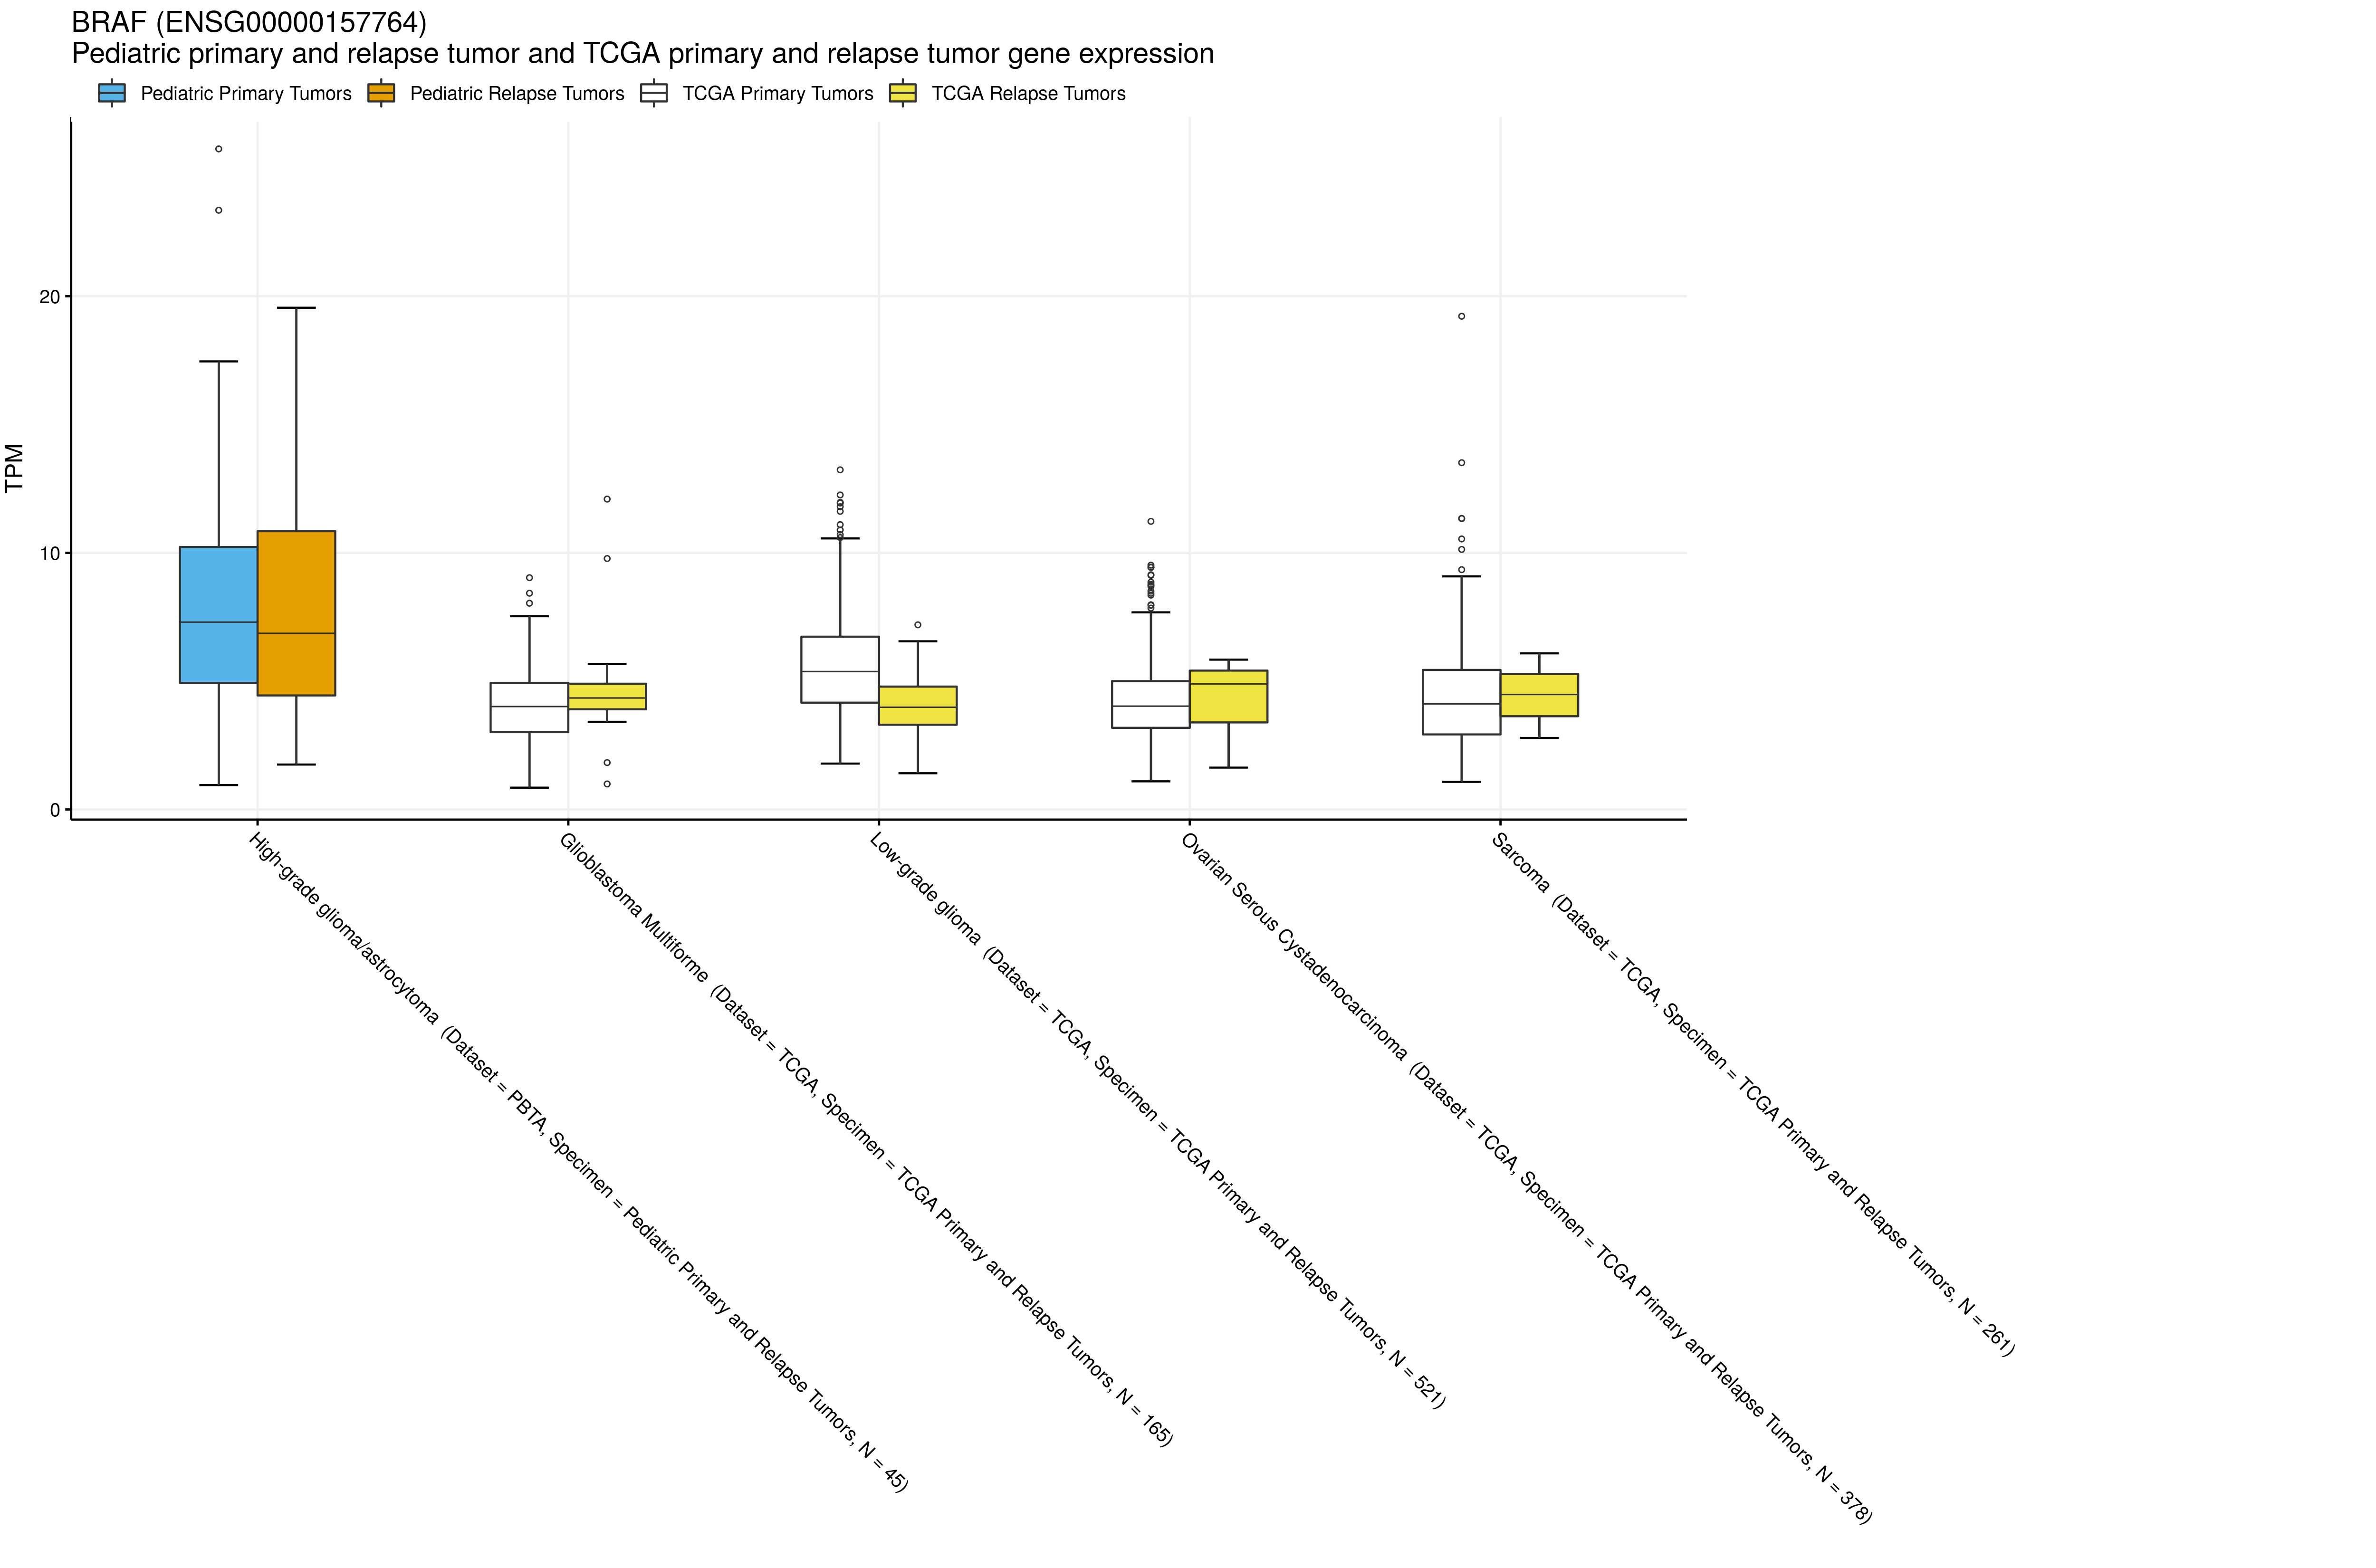 BRAF (ENSG00000157764)
Pediatric primary and relapse tumor and TCGA primary and relapse tumor gene expression
Pediatric Primary Tumors Pediatric Relapse Tumors TCGA Primary Tumors TCGA Relapse Tumors
TPM
20
10
0
High-grade glioma/astrocytoma (Dataset = PBTA, Specimen = Pediatric Primary and Relapse Tumors, N = 45)
Glioblastoma Multiforme (Dataset = TCGA, Specimen = TCGA Primary and Relapse Tumors, N = 165)
Low-grade glioma (Dataset = TCGA, Specimen = TCGA Primary and Relapse Tumors, N = 521)
Ovarian Serous Cystadenocarcinoma (Dataset = TCGA, Specimen = TCGA Primary and Relapse Tumors, N = 378)
Sarcoma (Dataset = TCGA, Specimen = TCGA Primary and Relapse Tumors, N = 261)